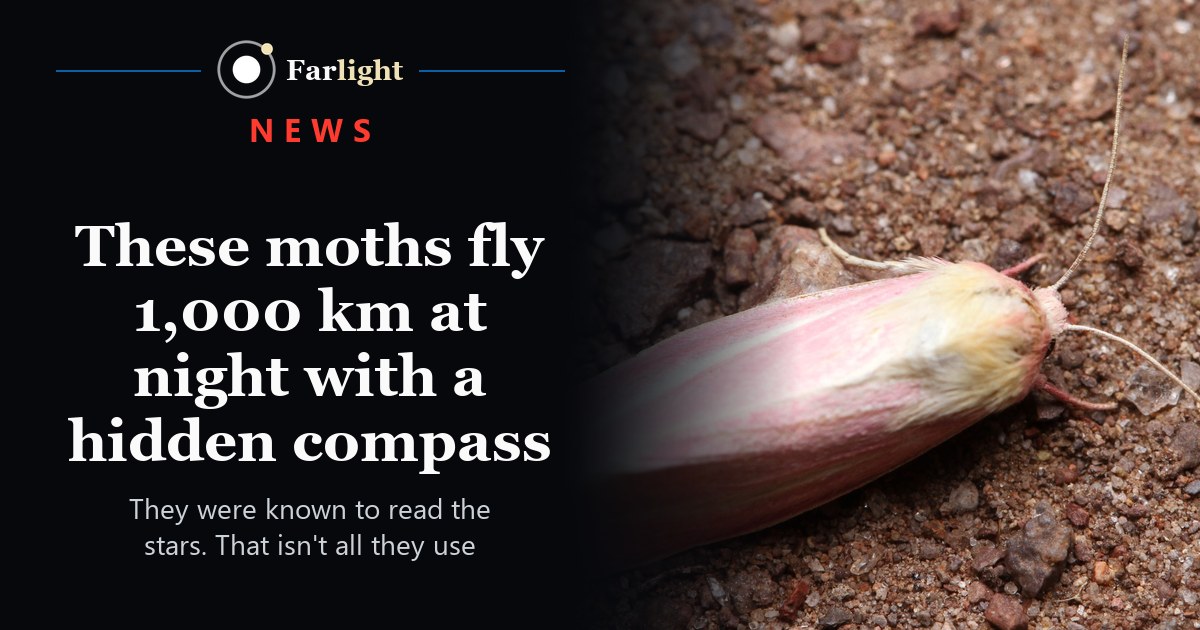 Farlight
NEWS
These moths fly
1,000 km at
night with a
hidden compass
They were known to read the
stars. That isn't all they use